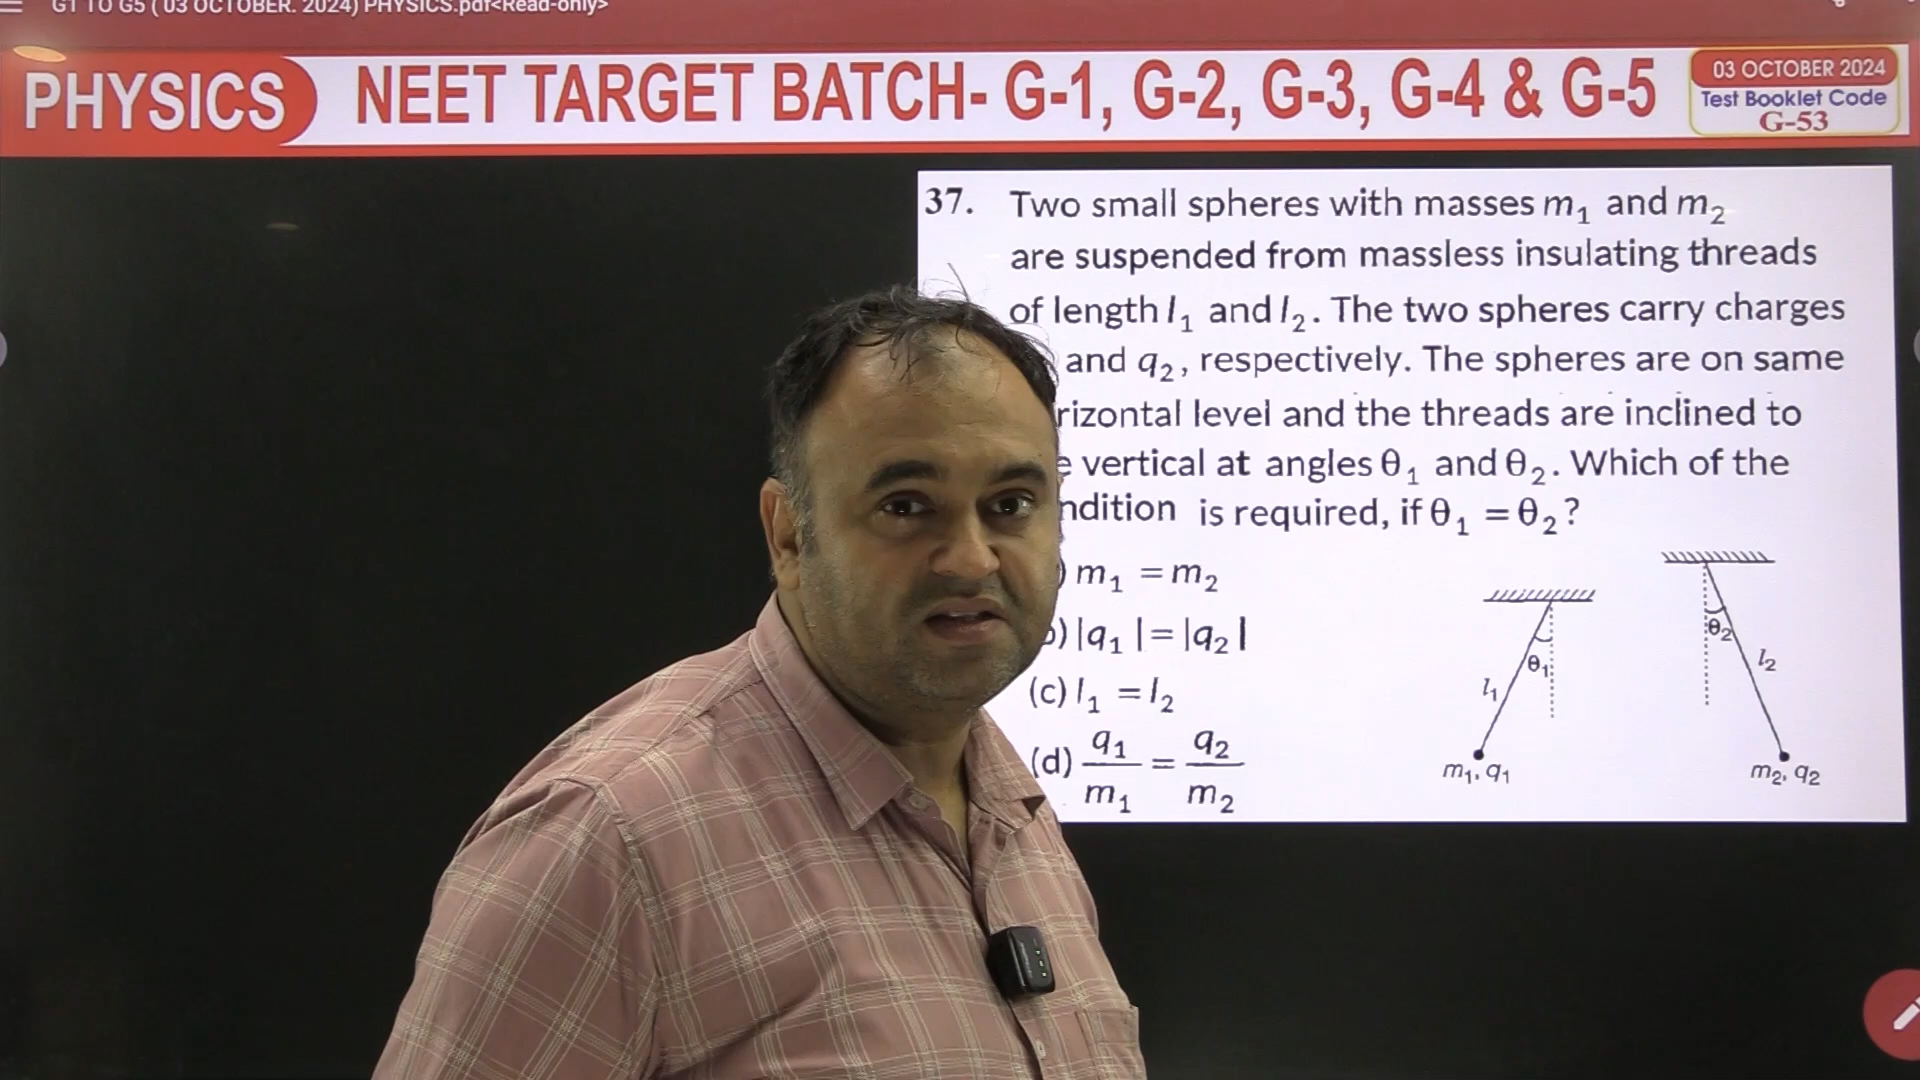 G1 TO G5 ( 03 OCTOBER. 2024) PHYSICS.pdf<Read-only>
PHYSICS
NEET TARGET BATCH- G-1, G-2, G-3, G-4 & G-5
03 OCTOBER 2024
Test Booklet Code
G-53
37. Two small spheres with masses m₁ and m₂
are suspended from massless insulating threads
of length l₁ and l₂. The two spheres carry charges
and q₂, respectively. The spheres are on same
rizontal level and the threads are inclined to
vertical at angles θ₁ and θ₂. Which of the
ndition is required, if θ₁ = θ₂?
) m₁ = m₂
) |q₁| = |q₂|
(c) l₁ = l₂
(d) q₁/m₁ = q₂/m₂
θ₁
l₁
m₁, q₁
θ₂
l₂
m₂, q₂